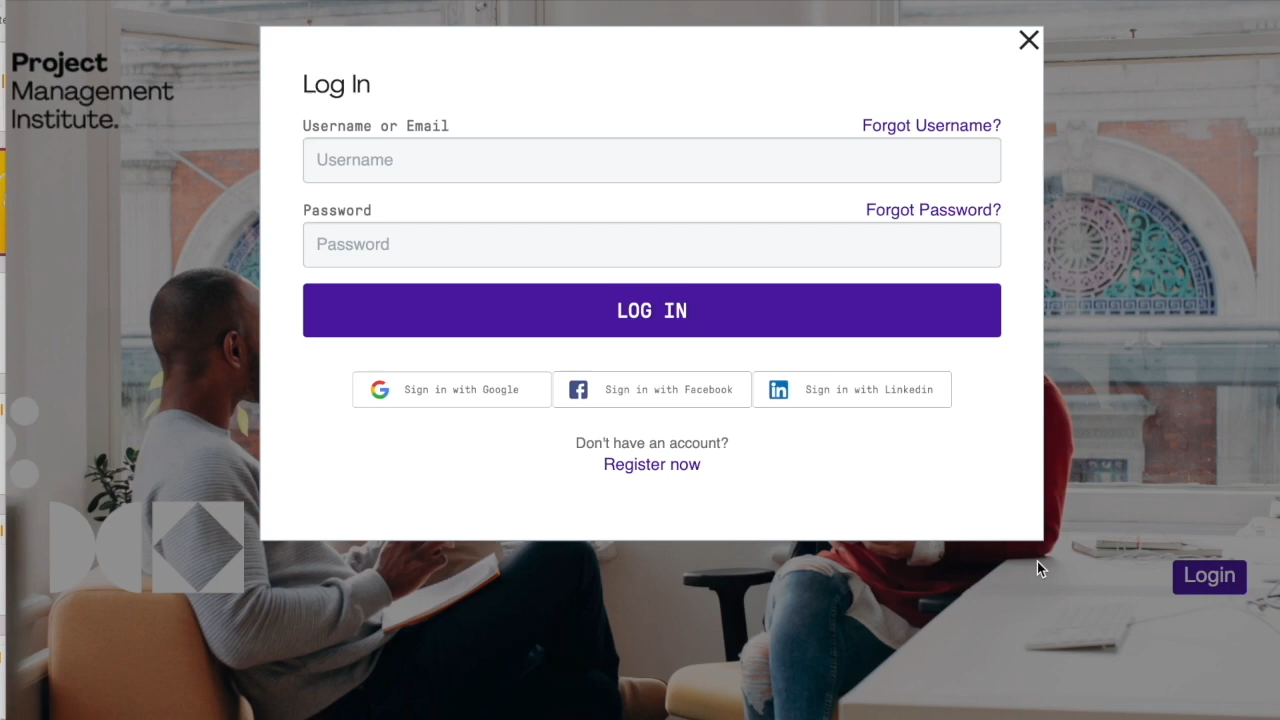 Project
Management
Institute.
Log In
Username or Email
Forgot Username?
Username
Password
Forgot Password?
Password
LOG IN
Sign in with Google
Sign in with Facebook
Sign in with Linkedin
Don't have an account?
Register now
Login